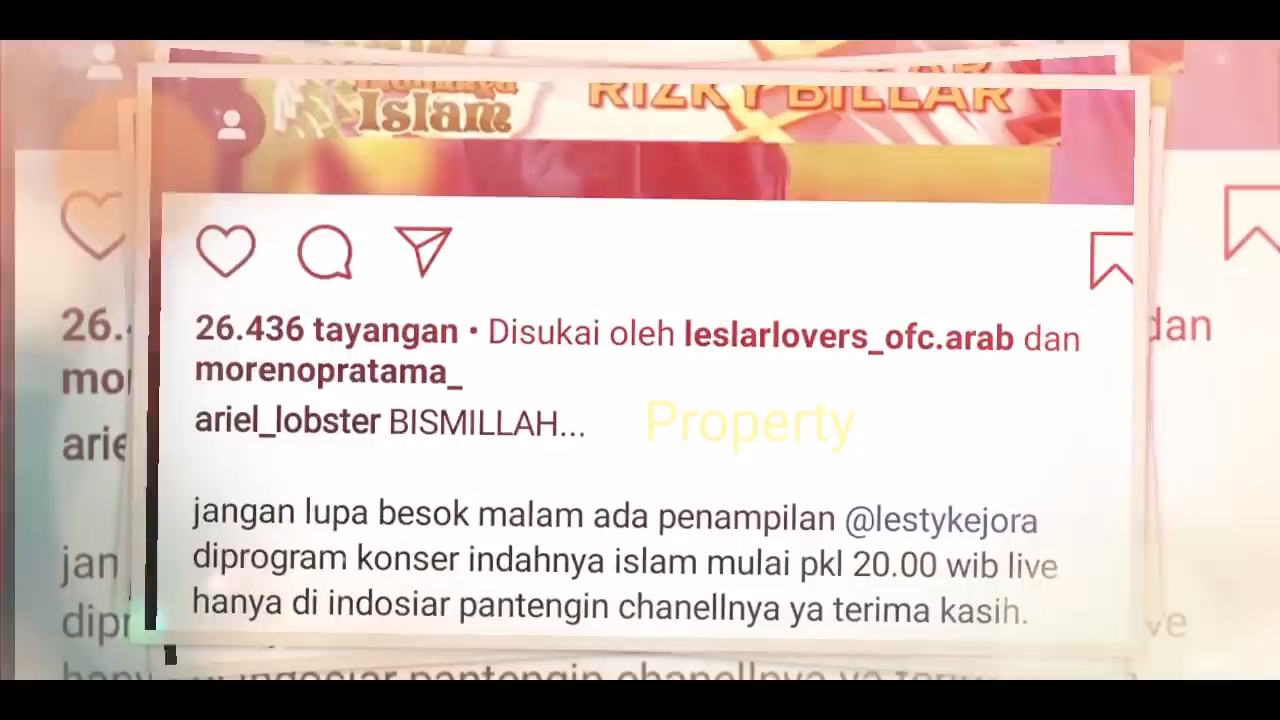 Islam
RIZKY BILLAR
26.436 tayangan • Disukai oleh leslarlovers_ofc.arab dan
morenopratama_
ariel_lobster BISMILLAH...
Property
jangan lupa besok malam ada penampilan @lestykejora
diprogram konser indahnya islam mulai pkl 20.00 wib live
hanya di indosiar pantengin chanellnya ya terima kasih.